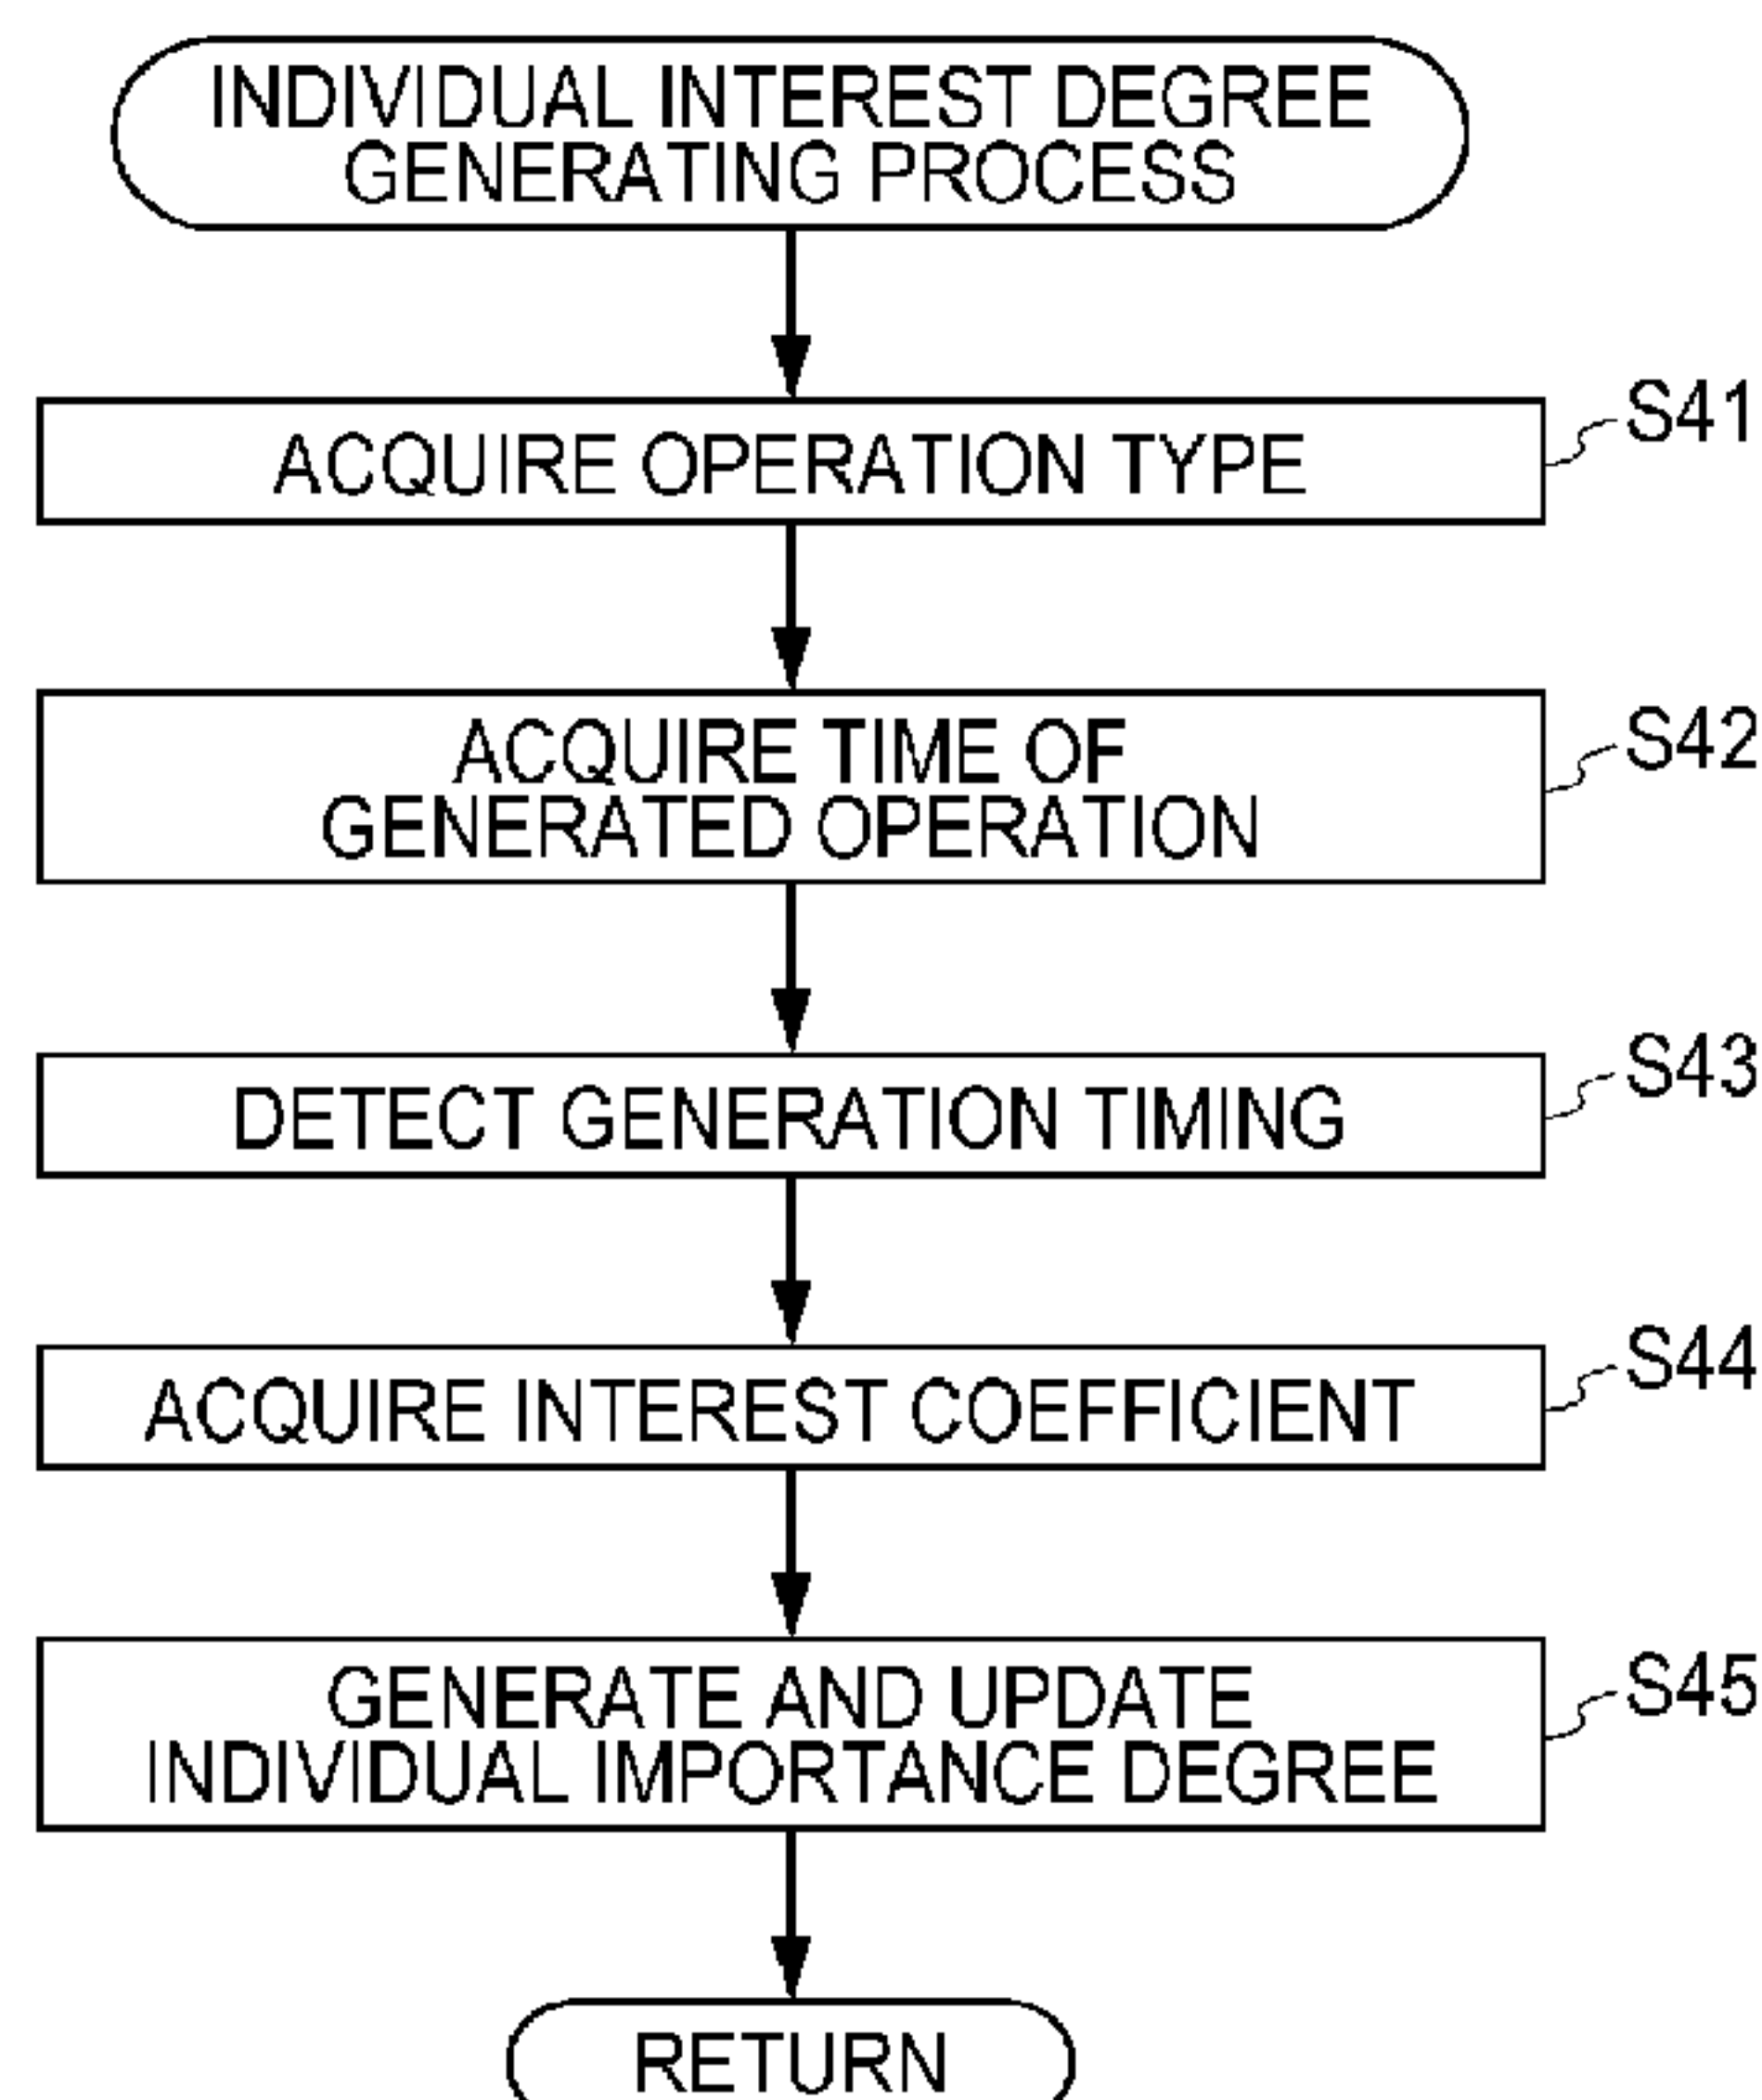 INDIVIDUAL INTEREST DEGREE
GENERATING PROCESS
ACQUIRE OPERATION TYPE
S41
ACQUIRE TIME OF
GENERATED OPERATION
S42
DETECT GENERATION TIMING
S43
ACQUIRE INTEREST COEFFICIENT
S44
GENERATE AND UPDATE
INDIVIDUAL IMPORTANCE DEGREE
S45
RETURN